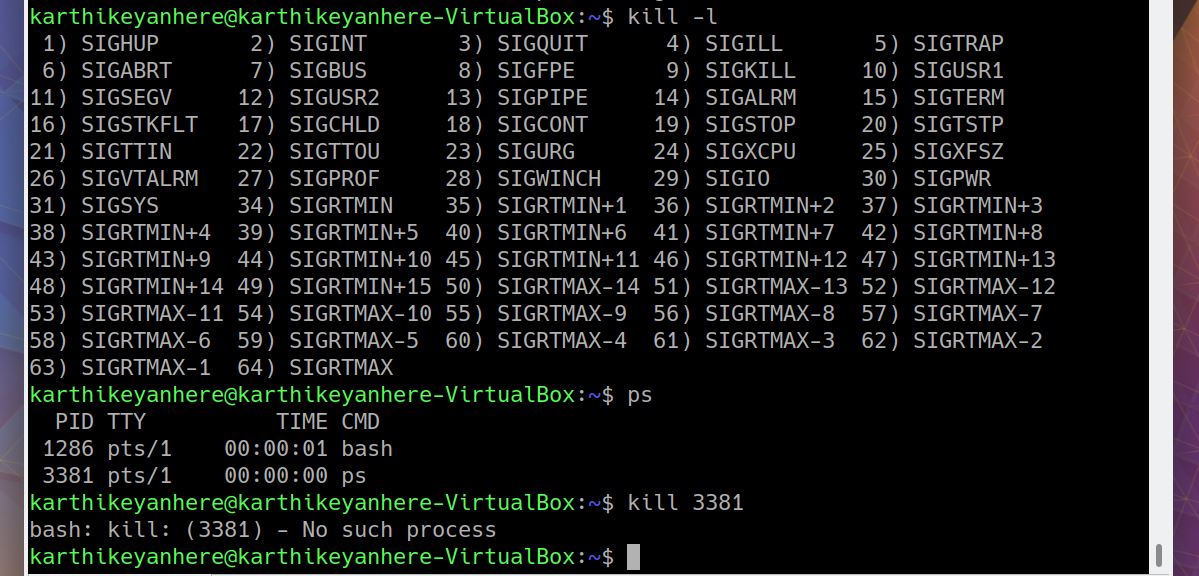 karthikeyanhere@karthikeyanhere-VirtualBox:~$ kill -l
 1) SIGHUP       2) SIGINT       3) SIGQUIT      4) SIGILL       5) SIGTRAP
 6) SIGABRT      7) SIGBUS       8) SIGFPE       9) SIGKILL     10) SIGUSR1
11) SIGSEGV     12) SIGUSR2     13) SIGPIPE     14) SIGALRM     15) SIGTERM
16) SIGSTKFLT   17) SIGCHLD     18) SIGCONT     19) SIGSTOP     20) SIGTSTP
21) SIGTTIN     22) SIGTTOU     23) SIGURG      24) SIGXCPU     25) SIGXFSZ
26) SIGVTALRM   27) SIGPROF     28) SIGWINCH    29) SIGIO       30) SIGPWR
31) SIGSYS      34) SIGRTMIN    35) SIGRTMIN+1  36) SIGRTMIN+2  37) SIGRTMIN+3
38) SIGRTMIN+4  39) SIGRTMIN+5  40) SIGRTMIN+6  41) SIGRTMIN+7  42) SIGRTMIN+8
43) SIGRTMIN+9  44) SIGRTMIN+10 45) SIGRTMIN+11 46) SIGRTMIN+12 47) SIGRTMIN+13
48) SIGRTMIN+14 49) SIGRTMIN+15 50) SIGRTMAX-14 51) SIGRTMAX-13 52) SIGRTMAX-12
53) SIGRTMAX-11 54) SIGRTMAX-10 55) SIGRTMAX-9  56) SIGRTMAX-8  57) SIGRTMAX-7
58) SIGRTMAX-6  59) SIGRTMAX-5  60) SIGRTMAX-4  61) SIGRTMAX-3  62) SIGRTMAX-2
63) SIGRTMAX-1  64) SIGRTMAX
karthikeyanhere@karthikeyanhere-VirtualBox:~$ ps
  PID TTY          TIME CMD
 1286 pts/1    00:00:01 bash
 3381 pts/1    00:00:00 ps
karthikeyanhere@karthikeyanhere-VirtualBox:~$ kill 3381
bash: kill: (3381) - No such process
karthikeyanhere@karthikeyanhere-VirtualBox:~$